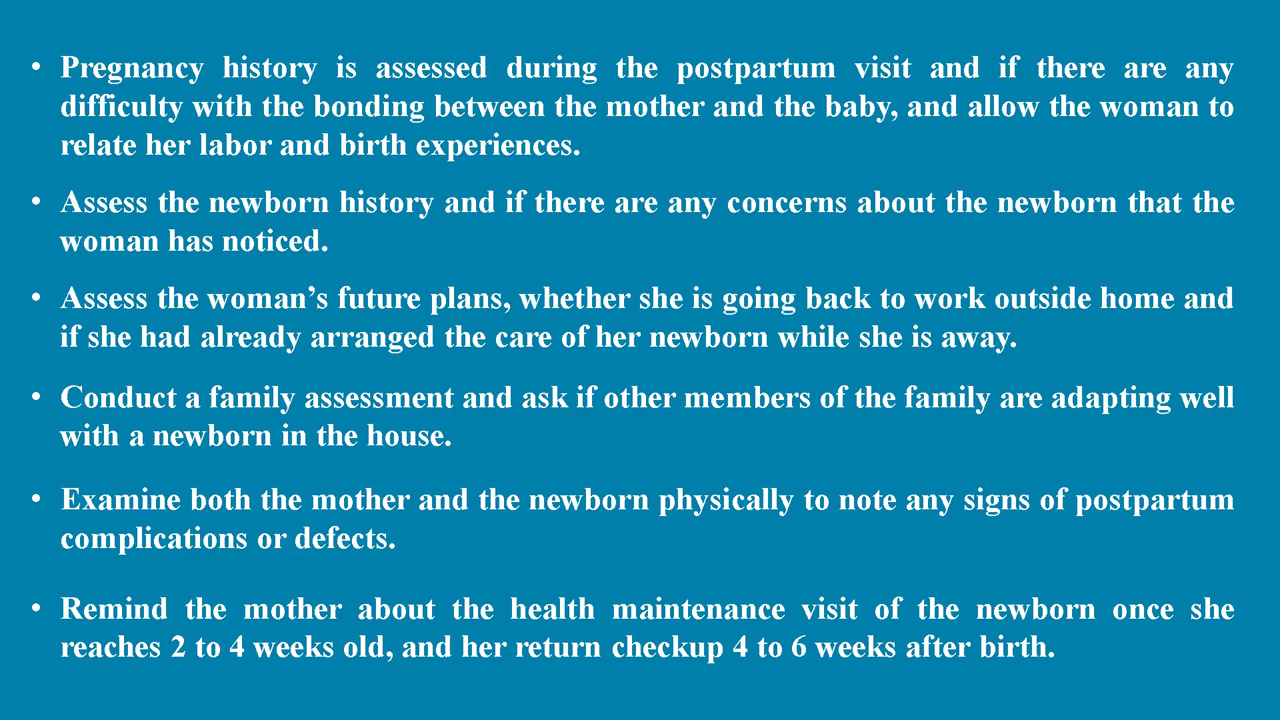 • Pregnancy history is assessed during the postpartum visit and if there are any
difficulty with the bonding between the mother and the baby, and allow the woman to
relate her labor and birth experiences.
• Assess the newborn history and if there are any concerns about the newborn that the
woman has noticed.
• Assess the woman’s future plans, whether she is going back to work outside home and
if she had already arranged the care of her newborn while she is away.
• Conduct a family assessment and ask if other members of the family are adapting well
with a newborn in the house.
• Examine both the mother and the newborn physically to note any signs of postpartum
complications or defects.
• Remind the mother about the health maintenance visit of the newborn once she
reaches 2 to 4 weeks old, and her return checkup 4 to 6 weeks after birth.